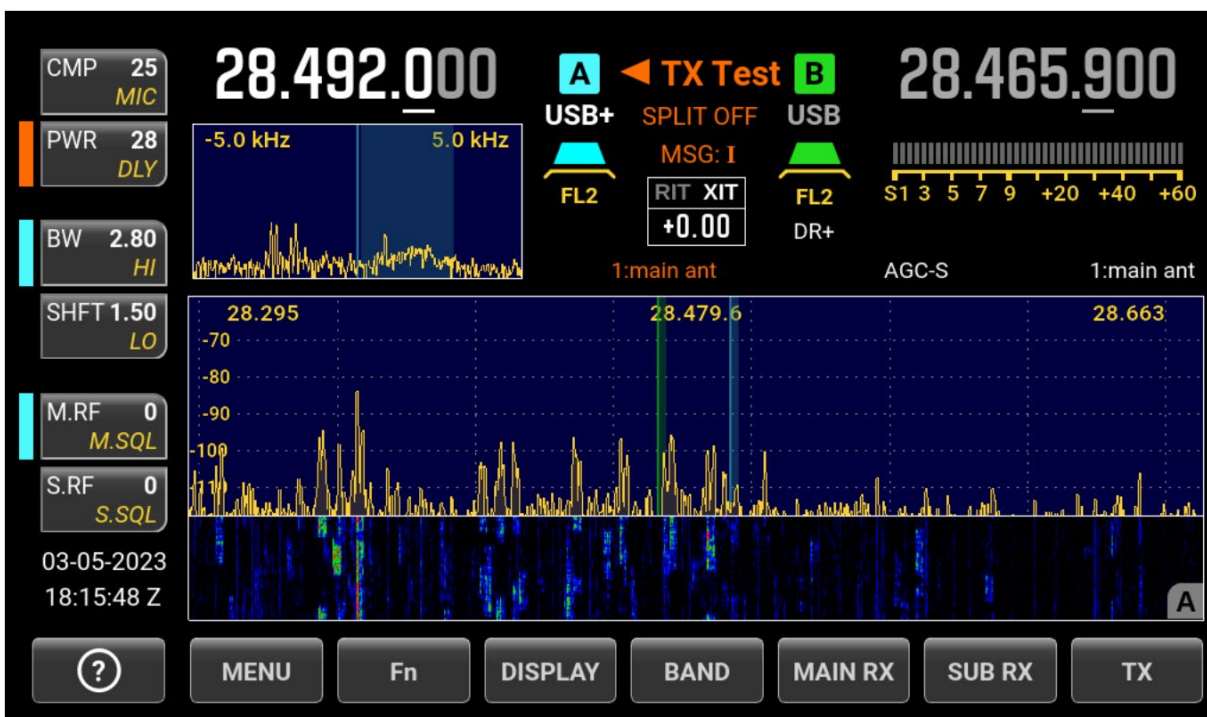 CMP 25
MIC
PWR 28
DLY
BW 2.80
HI
SHFT 1.50
LO
M.RF 0
M.SQL
S.RF 0
S.SQL
03-05-2023
18:15:48 Z
28.492.000
A
TX Test
B
28.465.900
USB+
SPLIT OFF
USB
-5.0 kHz 5.0 kHz
MSG: I
FL2
RIT XIT
+0.00
FL2
DR+
S1 3 5 7 9 +20 +40 +60
1:main ant
AGC-S
1:main ant
28.295 28.479.6 28.663
-70
-80
-90
-100
-110
A
?
MENU
Fn
DISPLAY
BAND
MAIN RX
SUB RX
TX